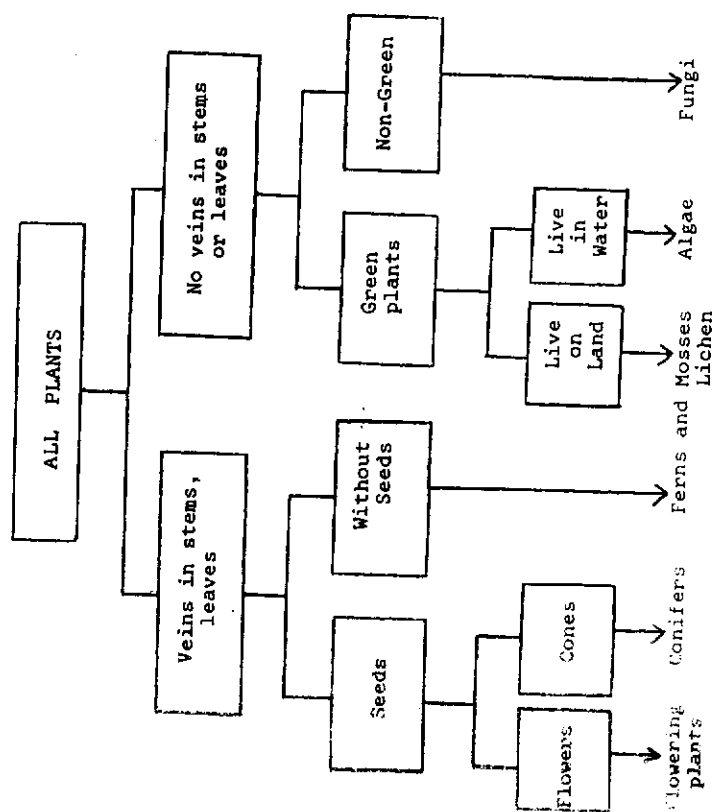 ALL PLANTS
Veins in stems,
leaves
No veins in stems
or leaves
Seeds
Without
Seeds
Green
plants
Non-Green
Flowers
Cones
Live
on
Land
Live
in
Water
Flowering
plants
Conifers
Ferns and
Mosses
Lichen
Algae
Fungi